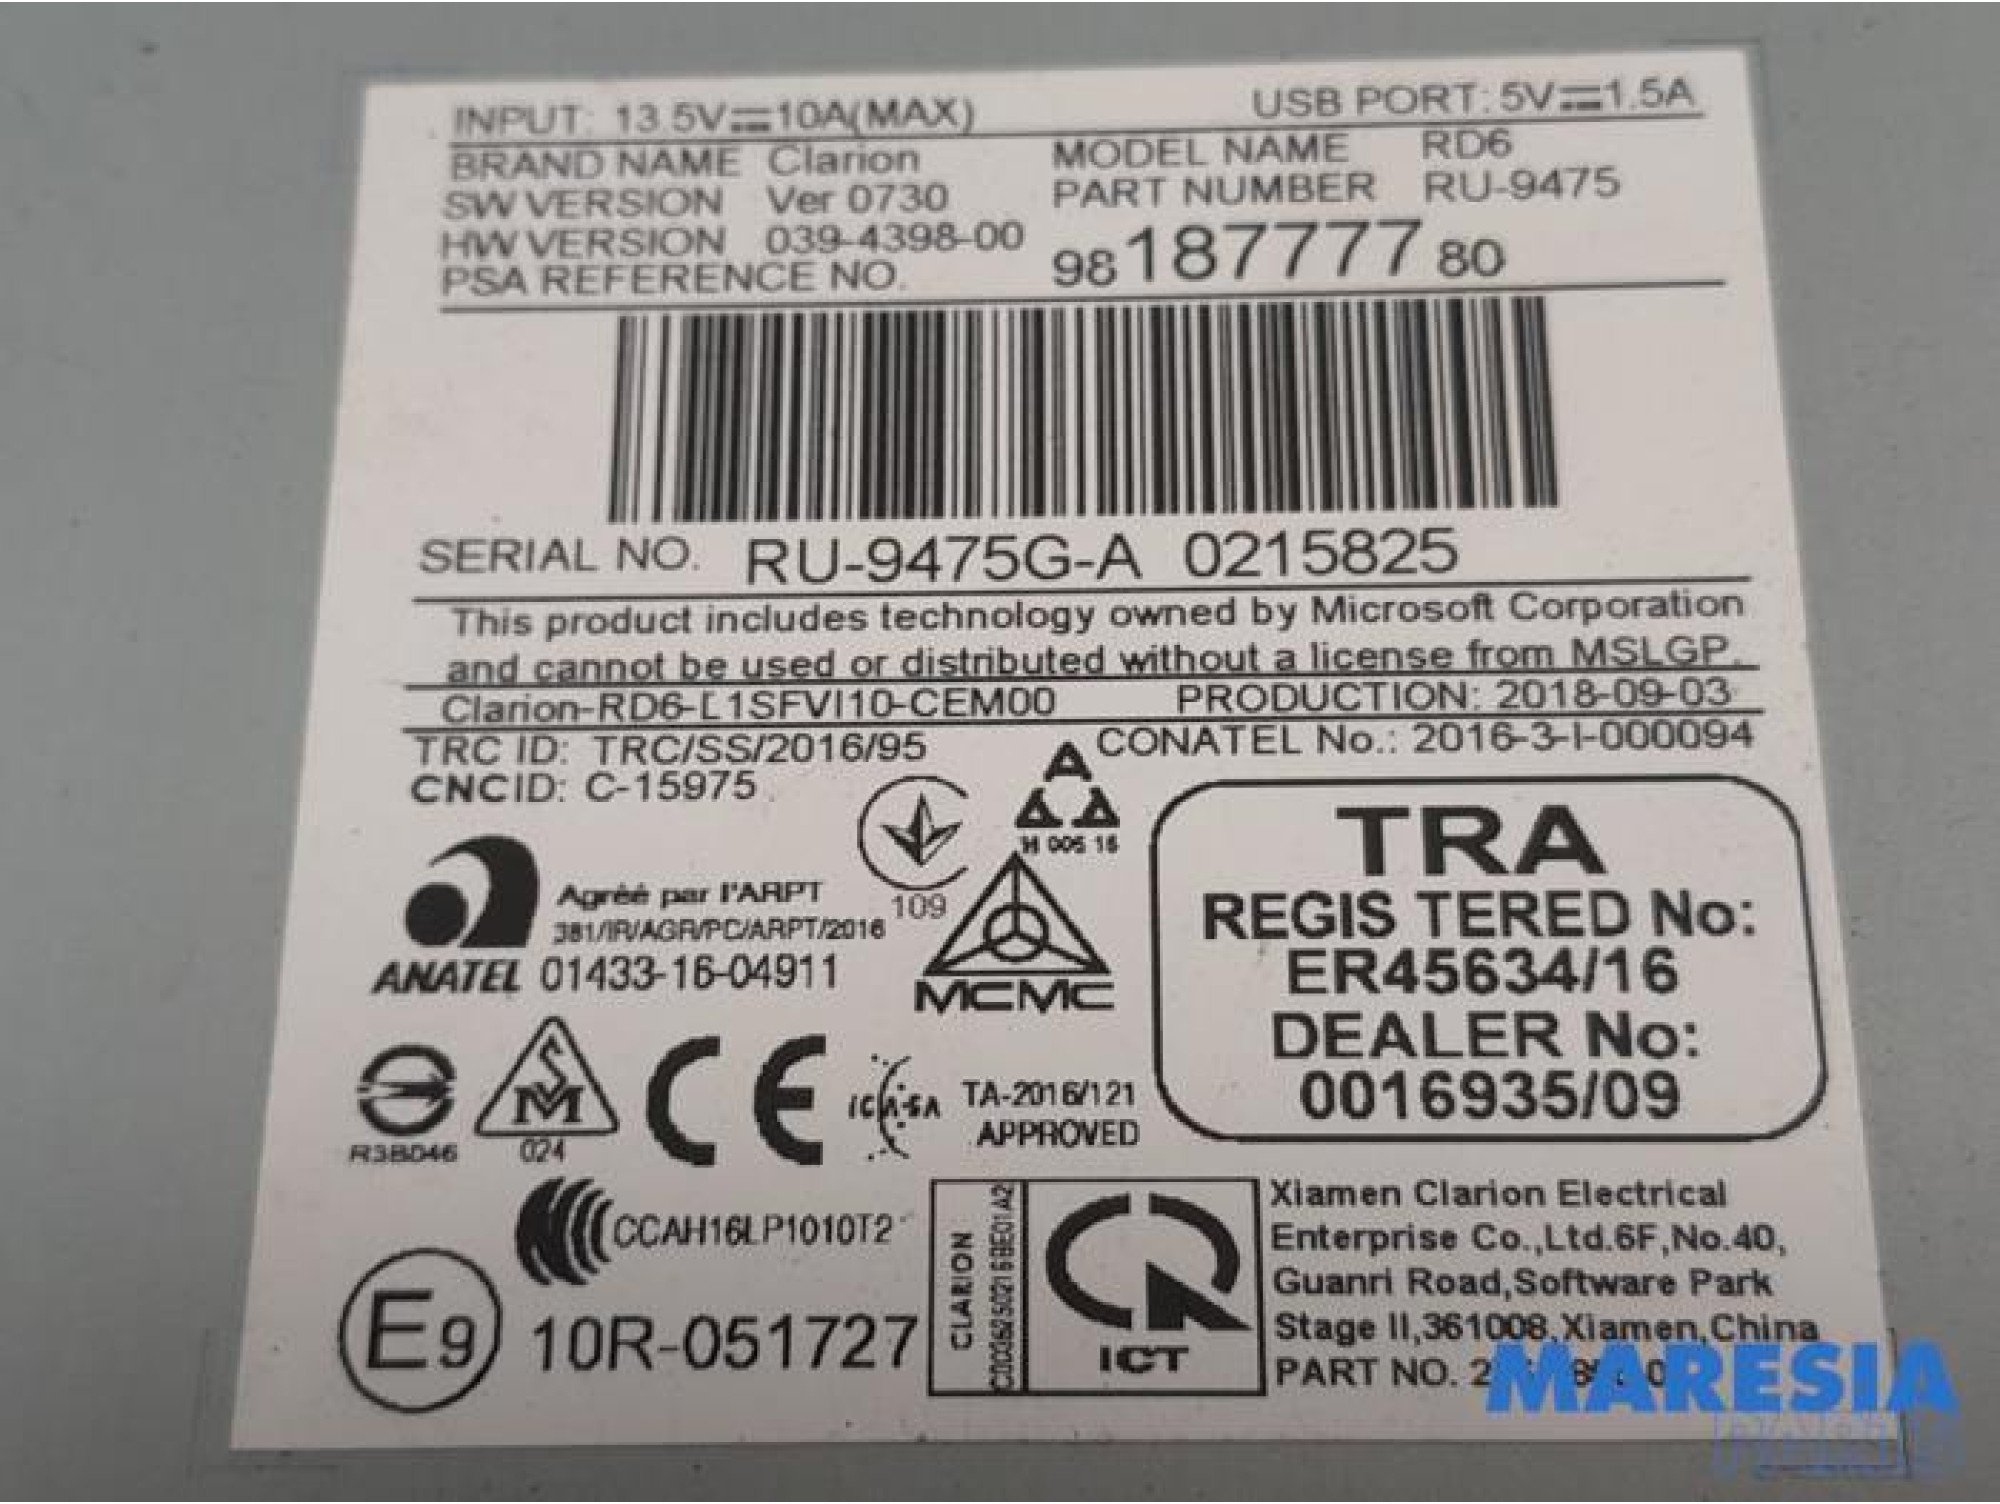 INPUT: 13.5V⎓10A(MAX) USB PORT: 5V⎓1.5A
BRAND NAME Clarion MODEL NAME RD6
SW VERSION Ver 0730 PART NUMBER RU-9475
HW VERSION 039-4398-00
PSA REFERENCE NO. 98 187777 80
SERIAL NO. RU-9475G-A 0215825
This product includes technology owned by Microsoft Corporation
and cannot be used or distributed without a license from MSLGP.
Clarion-RD6-L1SFVI10-CEM00 PRODUCTION: 2018-09-03
TRC ID: TRC/SS/2016/95 CONATEL No.: 2016-3-I-000094
CNCID: C-15975
H 005 16
109
Agréé par l'ARPT
381/IR/AGR/PC/ARPT/2016
ANATEL 01433-16-04911
MCMC
TRA
REGIS TERED No:
ER45634/16
DEALER No:
0016935/09
R3B046
SM
024
CE
ICASA
TA-2016/121
APPROVED
CCAH16LP1010T2
E9 10R-051727
CLARION
ICT
Xiamen Clarion Electrical
Enterprise Co.,Ltd.6F,No.40,
Guanri Road,Software Park
Stage II,361008,Xiamen,China
PART NO.
MARESIA
PARTS